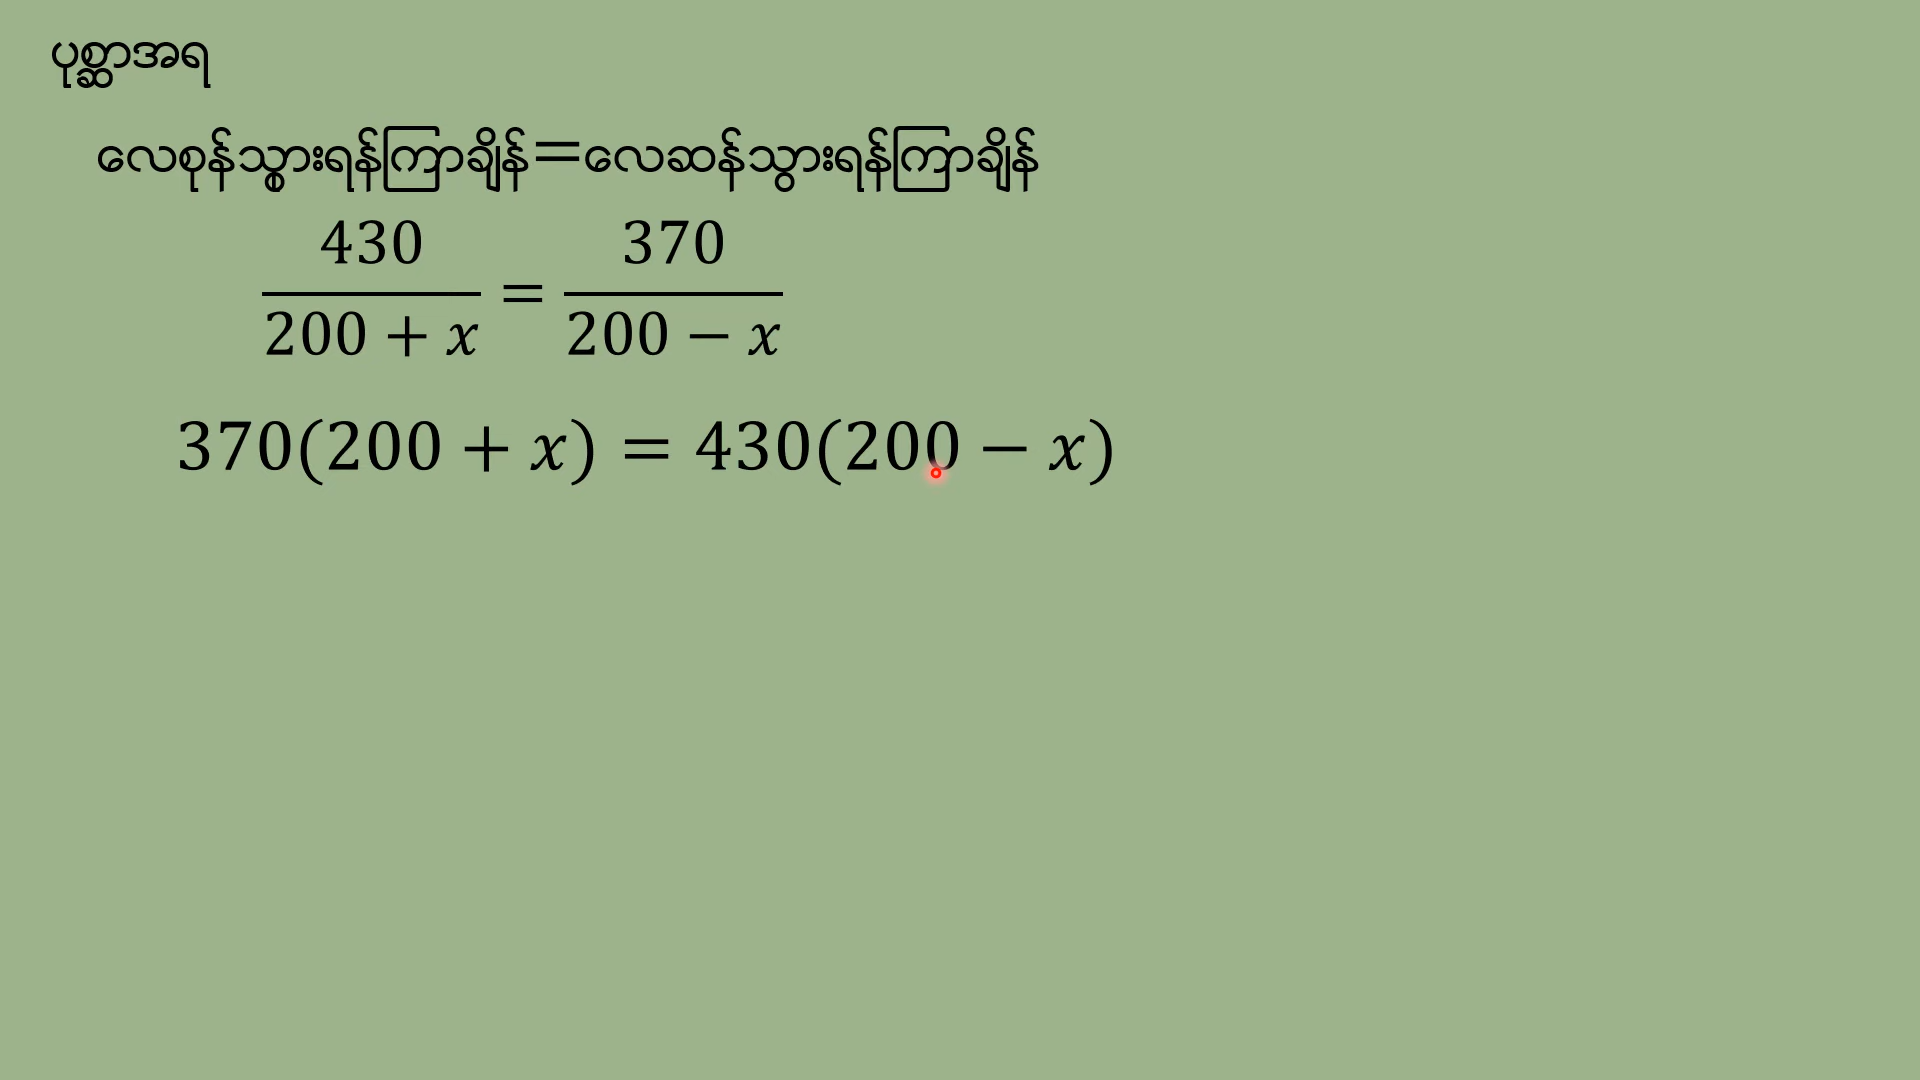 ပုစ္ဆာအရ
လေစုန်သွားရန်ကြာချိန်=လေဆန်သွားရန်ကြာချိန်
430/(200 + x) = 370/(200 − x)
370(200 + x) = 430(200 − x)